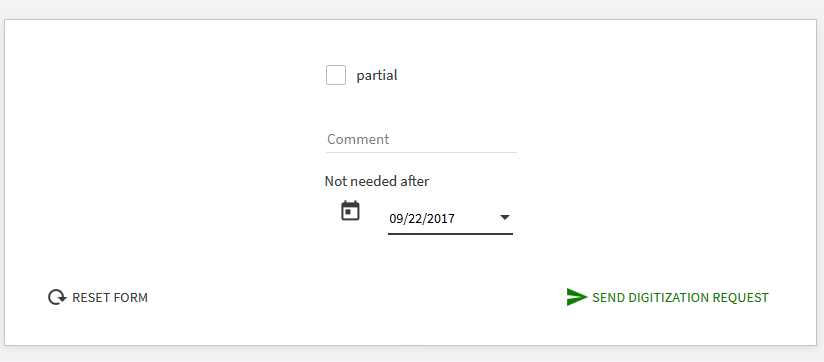 partial
Comment
Not needed after
09/22/2017
RESET FORM
SEND DIGITIZATION REQUEST